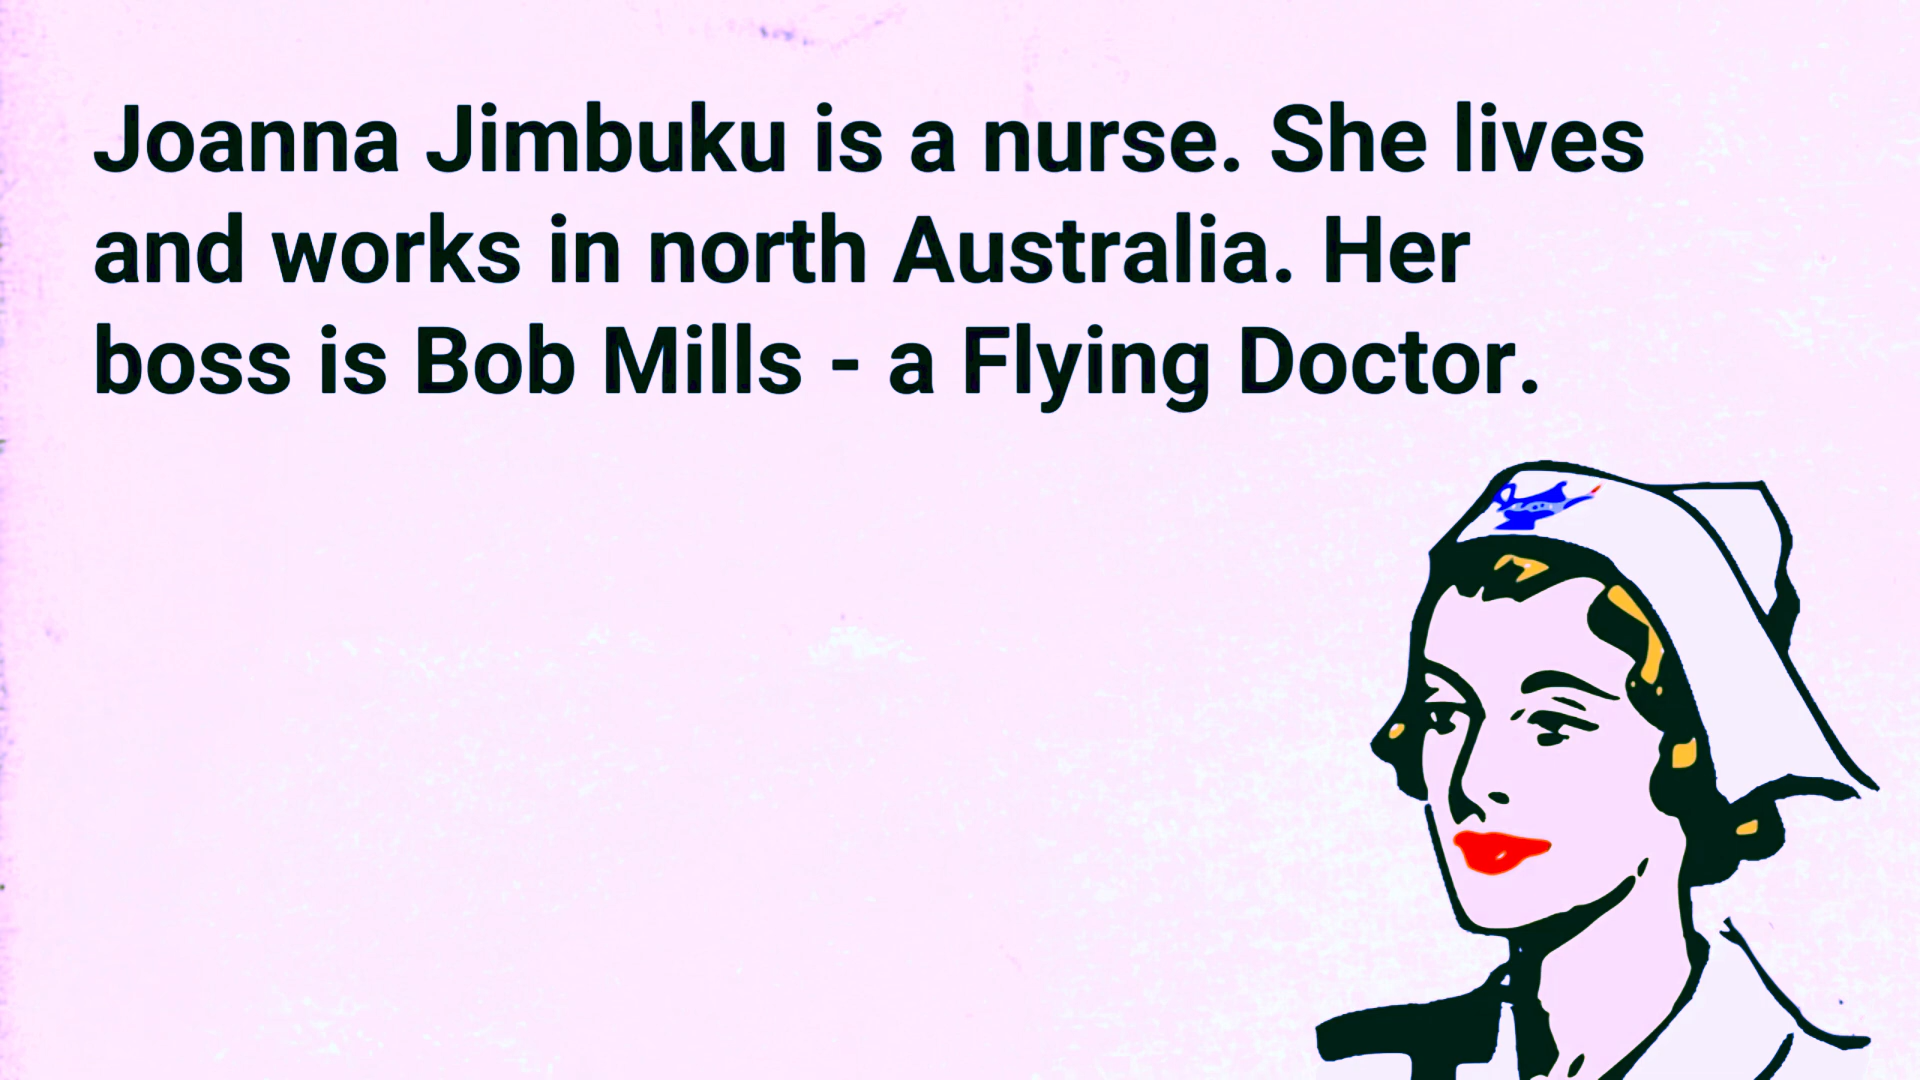 Joanna Jimbuku is a nurse. She lives
and works in north Australia. Her
boss is Bob Mills - a Flying Doctor.